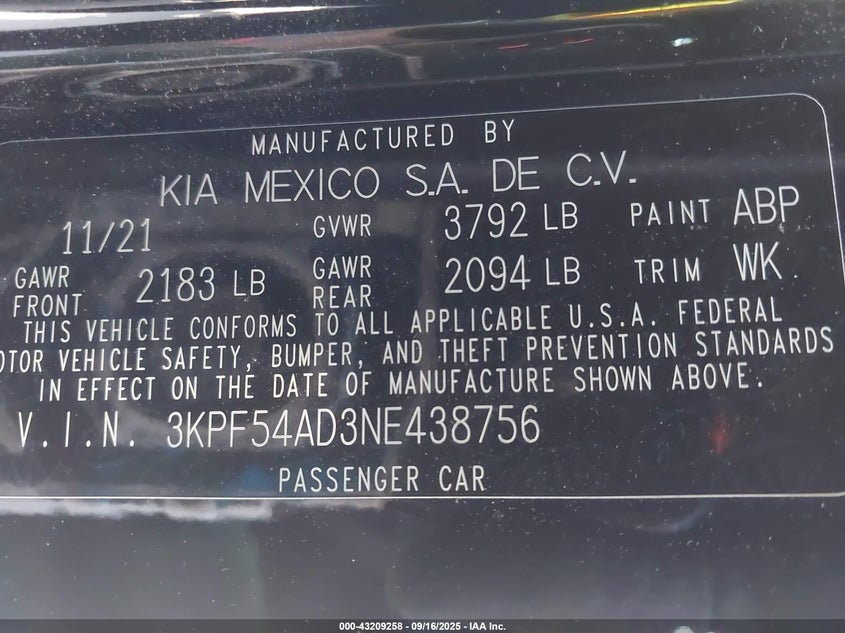 MANUFACTURED BY
KIA MEXICO S.A. DE C.V.
11/21 GVWR 3792 LB PAINT ABP
GAWR FRONT 2183 LB GAWR REAR 2094 LB TRIM WK
THIS VEHICLE CONFORMS TO ALL APPLICABLE U.S.A. FEDERAL
OTOR VEHICLE SAFETY, BUMPER, AND THEFT PREVENTION STANDARDS
IN EFFECT ON THE DATE OF MANUFACTURE SHOWN ABOVE.
V.I.N. 3KPF54AD3NE438756
PASSENGER CAR
000-43209258 - 09/16/2025 - IAA Inc.